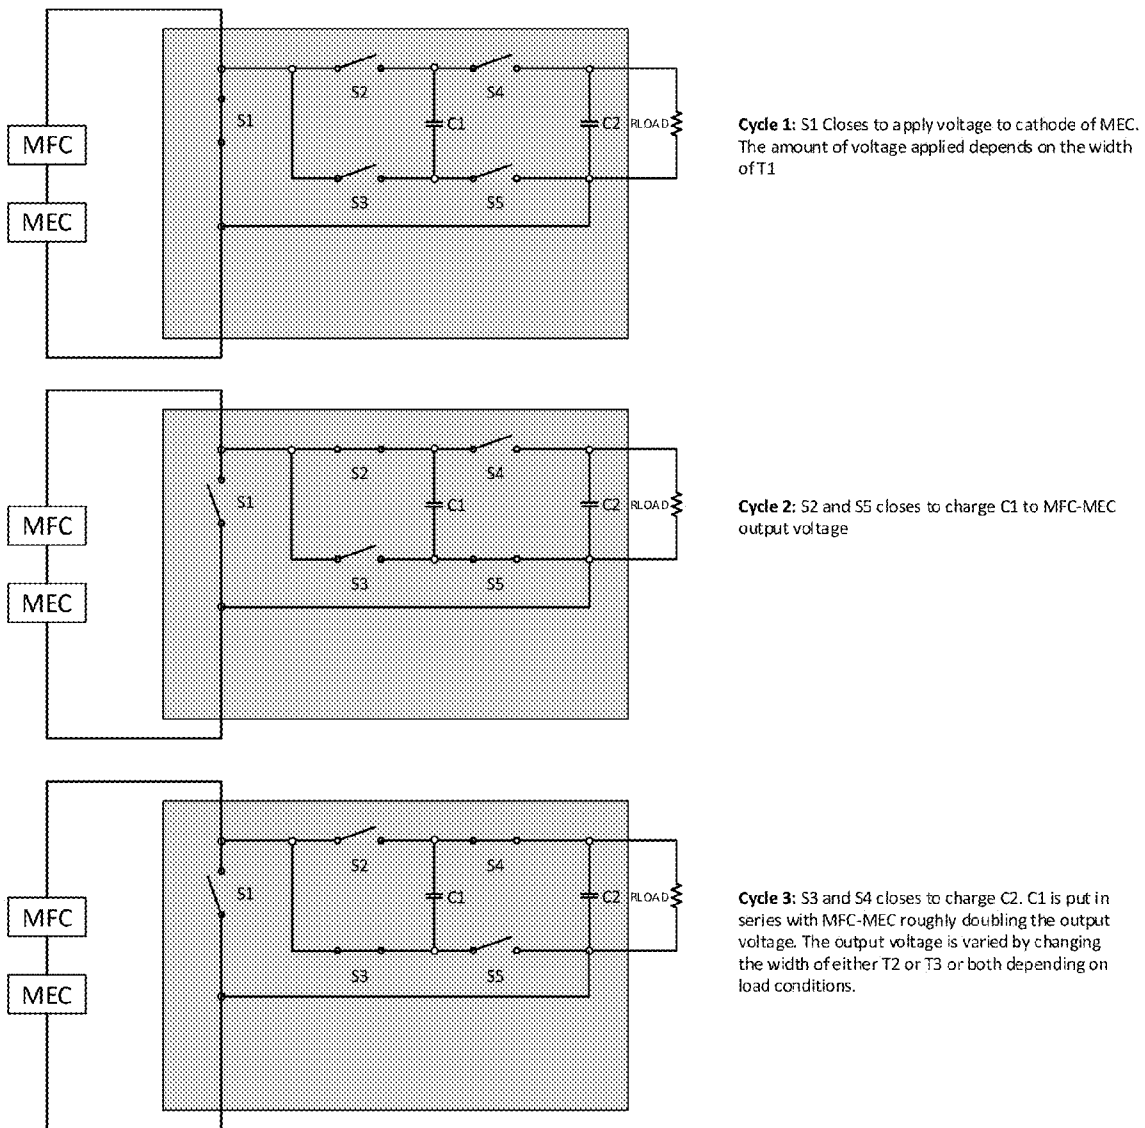 S2
S4
S1
C1
C2
RLOAD
MFC
S3
S5
MEC
Cycle 1: S1 Closes to apply voltage to cathode of MEC.
The amount of voltage applied depends on the width
of T1
S2
S4
S1
C1
C2
RLOAD
MFC
S3
S5
MEC
Cycle 2: S2 and S5 closes to charge C1 to MFC-MEC
output voltage
S2
S4
S1
C1
C2
RLOAD
MFC
S3
S5
MEC
Cycle 3: S3 and S4 closes to charge C2. C1 is put in
series with MFC-MEC roughly doubling the output
voltage. The output voltage is varied by changing
the width of either T2 or T3 or both depending on
load conditions.